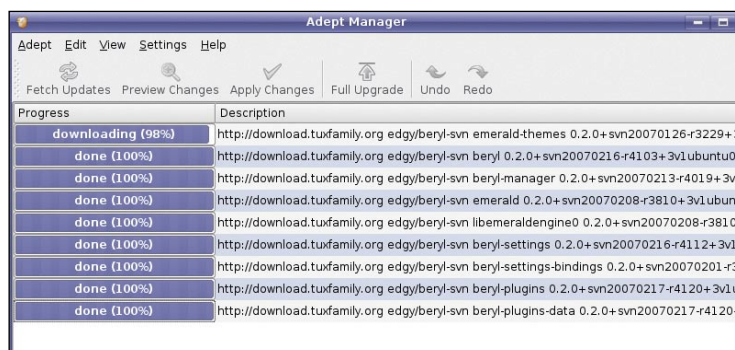 Adept Manager
Adept Edit View Settings Help
Fetch Updates Preview Changes Apply Changes Full Upgrade Undo Redo
Progress Description
downloading (98%) http://download.tuxfamily.org edgy/beryl-svn emerald-themes 0.2.0+svn20070126-r3229+
done (100%) http://download.tuxfamily.org edgy/beryl-svn beryl 0.2.0+svn20070216-r4103+3v1ubuntu0
done (100%) http://download.tuxfamily.org edgy/beryl-svn beryl-manager 0.2.0+svn20070213-r4019+3v
done (100%) http://download.tuxfamily.org edgy/beryl-svn emerald 0.2.0+svn20070208-r3810+3v1ubun
done (100%) http://download.tuxfamily.org edgy/beryl-svn libemeraldengine0 0.2.0+svn20070208-r3810
done (100%) http://download.tuxfamily.org edgy/beryl-svn beryl-settings 0.2.0+svn20070216-r4112+3v1
done (100%) http://download.tuxfamily.org edgy/beryl-svn beryl-settings-bindings 0.2.0+svn20070201-r3
done (100%) http://download.tuxfamily.org edgy/beryl-svn beryl-plugins 0.2.0+svn20070217-r4120+3v1u
done (100%) http://download.tuxfamily.org edgy/beryl-svn beryl-plugins-data 0.2.0+svn20070217-r4120-